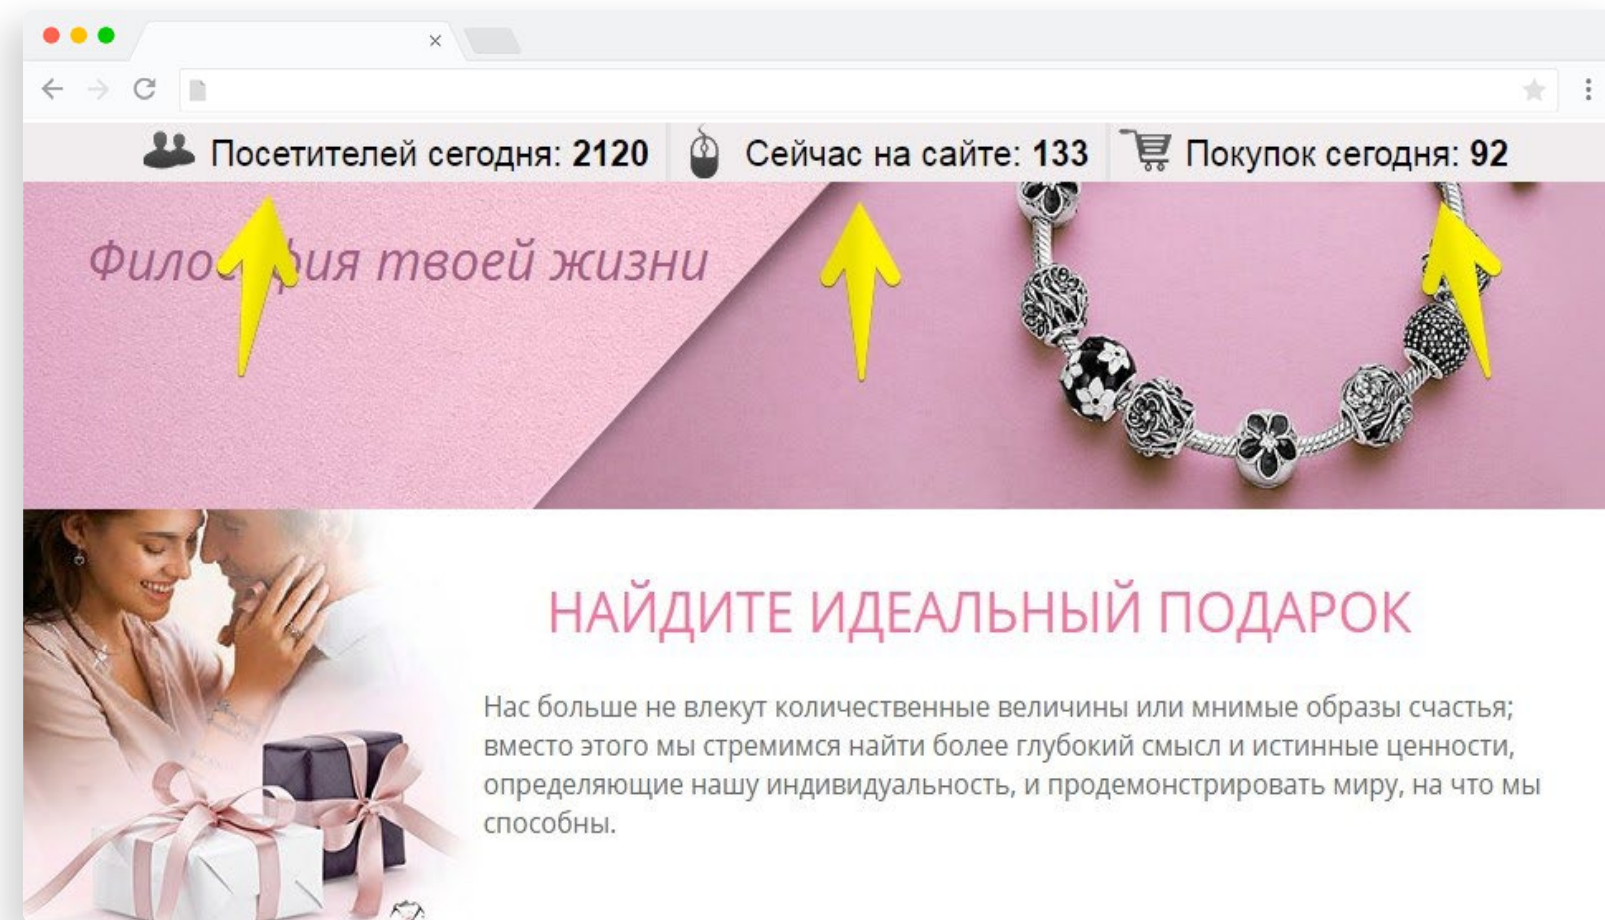 Посетителей сегодня: 2120 Сейчас на сайте: 133 Покупок сегодня: 92
Философия твоей жизни
НАЙДИТЕ ИДЕАЛЬНЫЙ ПОДАРОК
Нас больше не влекут количественные величины или мнимые образы счастья;
вместо этого мы стремимся найти более глубокий смысл и истинные ценности,
определяющие нашу индивидуальность, и продемонстрировать миру, на что мы
способны.